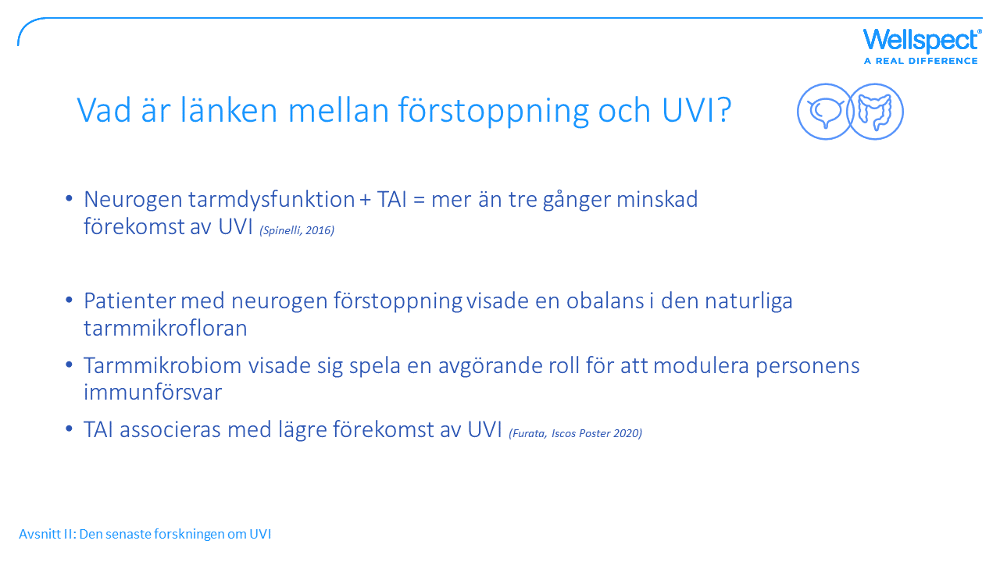 Wellspect®
A REAL DIFFERENCE
Vad är länken mellan förstoppning och UVI?
• Neurogen tarmdysfunktion + TAI = mer än tre gånger minskad
förekomst av UVI (Spinelli, 2016)
• Patienter med neurogen förstoppning visade en obalans i den naturliga
tarmmikrofloran
• Tarmmikrobiom visade sig spela en avgörande roll för att modulera personens
immunförsvar
• TAI associeras med lägre förekomst av UVI (Furata, Iscos Poster 2020)
Avsnitt II: Den senaste forskningen om UVI